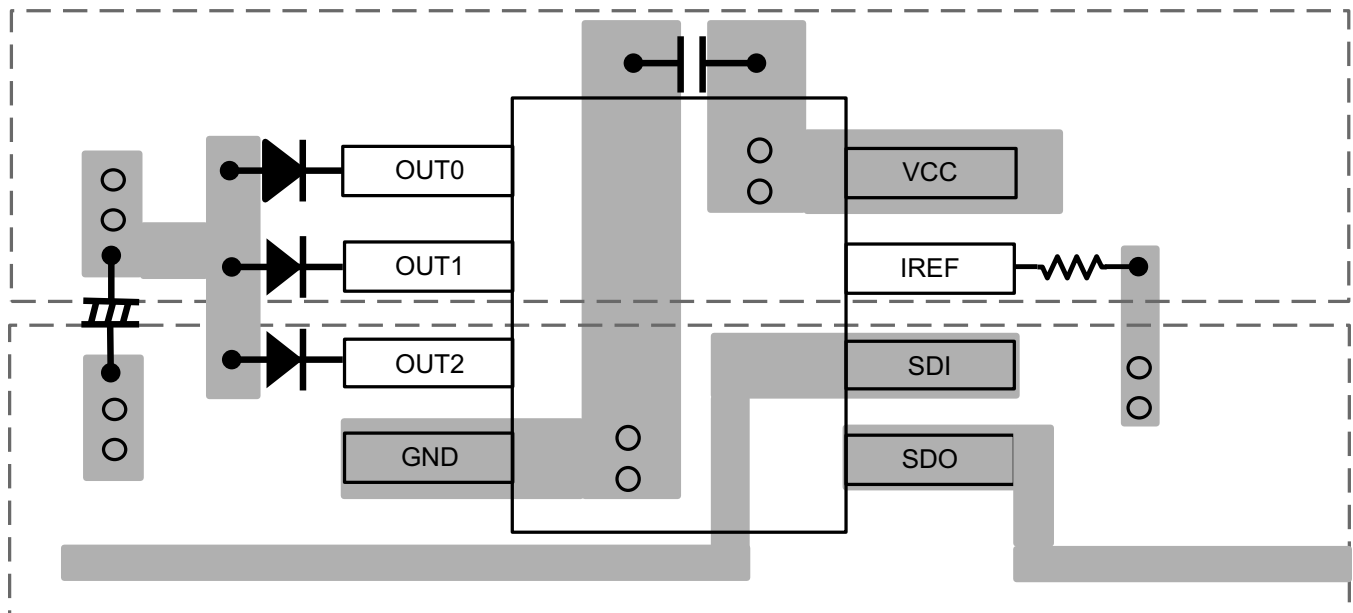 OUT0
VCC
OUT1
IREF
OUT2
SDI
GND
SDO